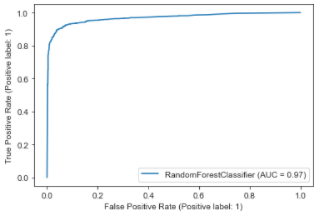 1.0
0.8
0.6
0.4
0.2
0.0
True Positive Rate (Positive label: 1)
RandomForestClassifier (AUC = 0.97)
0.0 0.2 0.4 0.6 0.8 1.0
False Positive Rate (Positive label: 1)